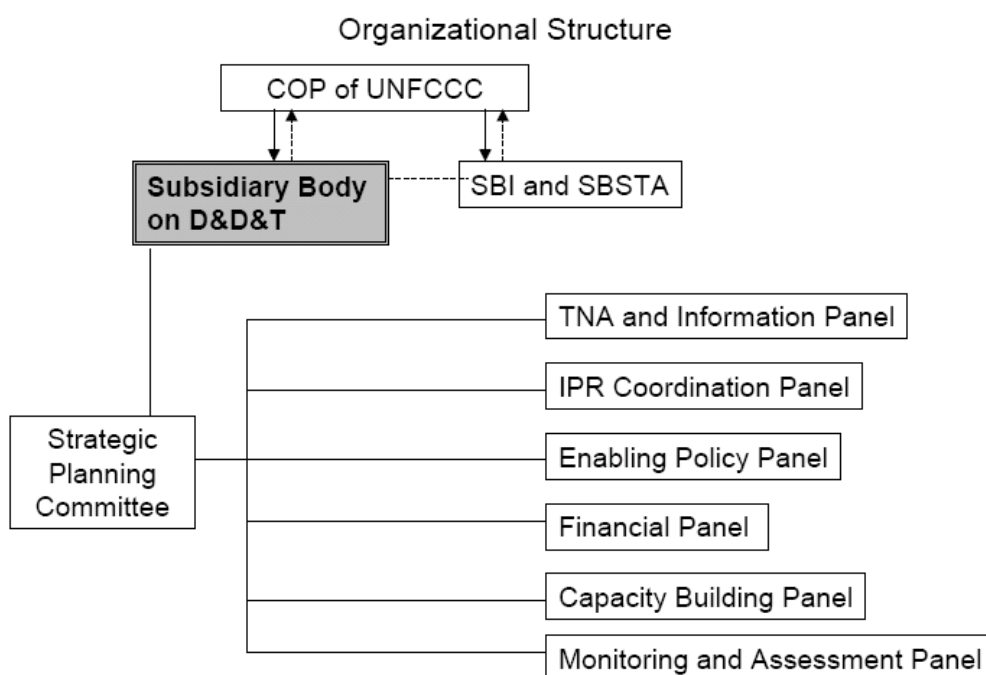 Organizational Structure
COP of UNFCCC
Subsidiary Body
on D&D&T
SBI and SBSTA
TNA and Information Panel
IPR Coordination Panel
Strategic
Planning
Committee
Enabling Policy Panel
Financial Panel
Capacity Building Panel
Monitoring and Assessment Panel